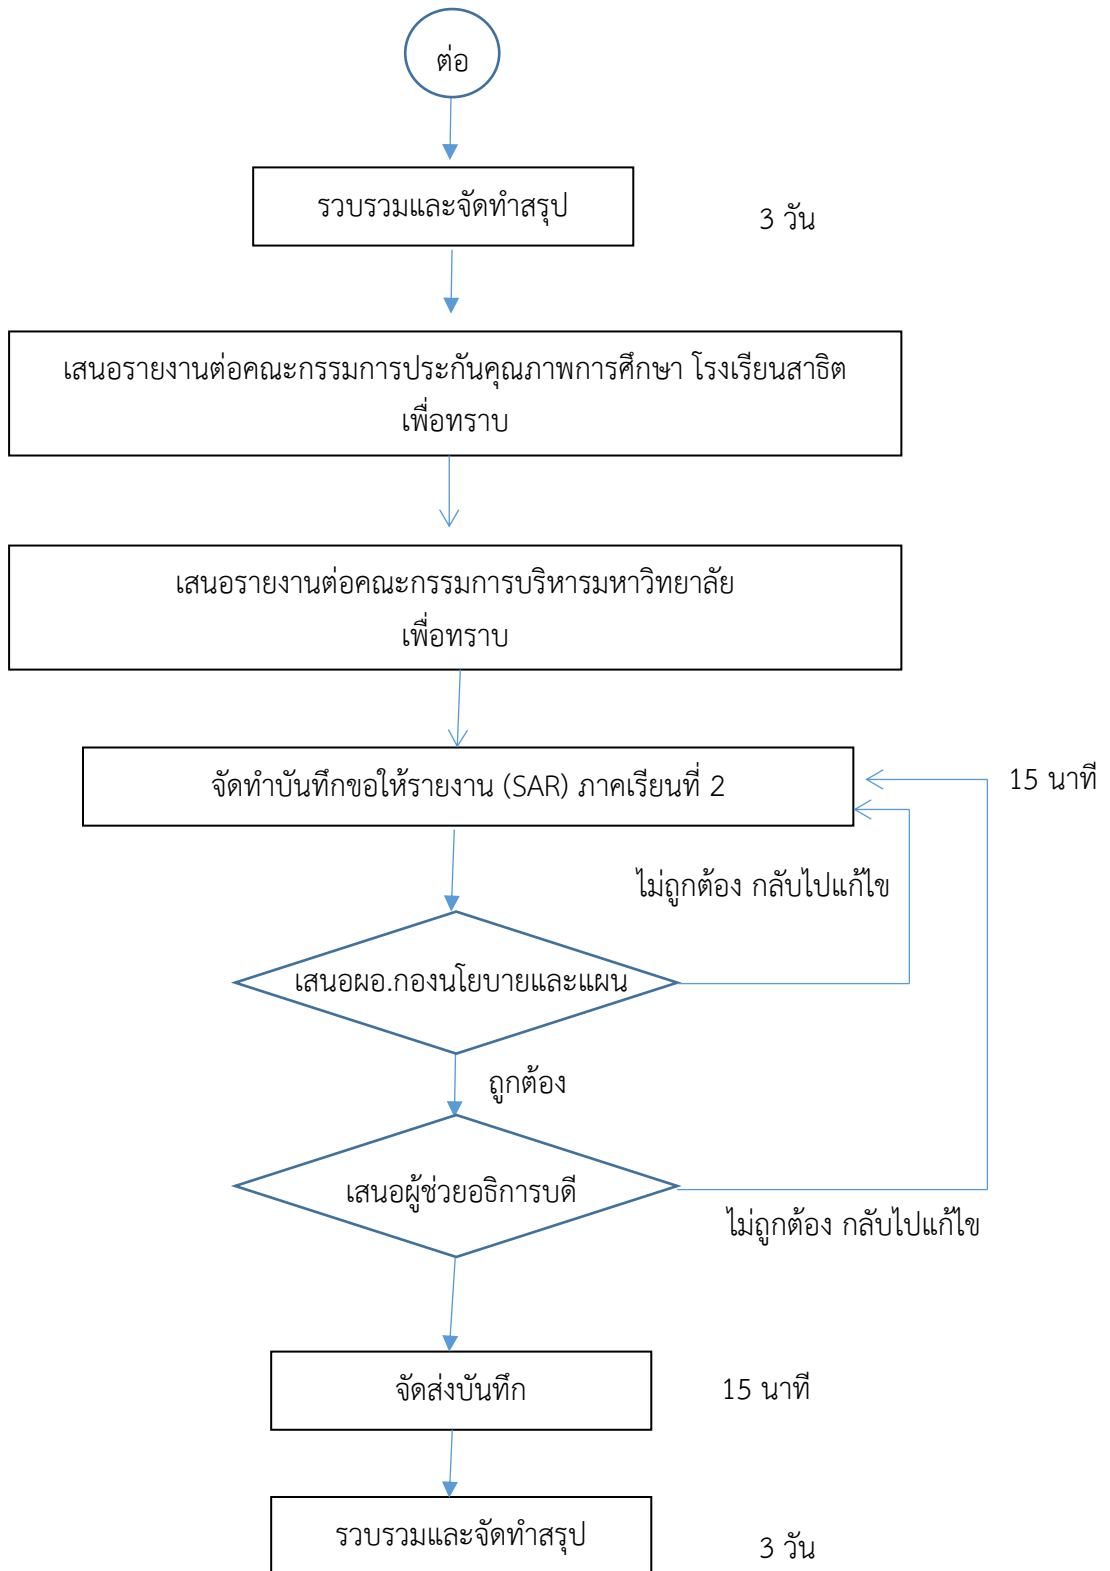 ต่อ
รวบรวมและจัดทำสรุป
3 วัน
เสนอรายงานต่อคณะกรรมการประกันคุณภาพการศึกษา โรงเรียนสาธิต
เพื่อทราบ
เสนอรายงานต่อคณะกรรมการบริหารมหาวิทยาลัย
เพื่อทราบ
จัดทำบันทึกขอให้รายงาน (SAR) ภาคเรียนที่ 2
15 นาที
ไม่ถูกต้อง กลับไปแก้ไข
เสนอผอ.กองนโยบายและแผน
ถูกต้อง
เสนอผู้ช่วยอธิการบดี
ไม่ถูกต้อง กลับไปแก้ไข
จัดส่งบันทึก
15 นาที
รวบรวมและจัดทำสรุป
3 วัน